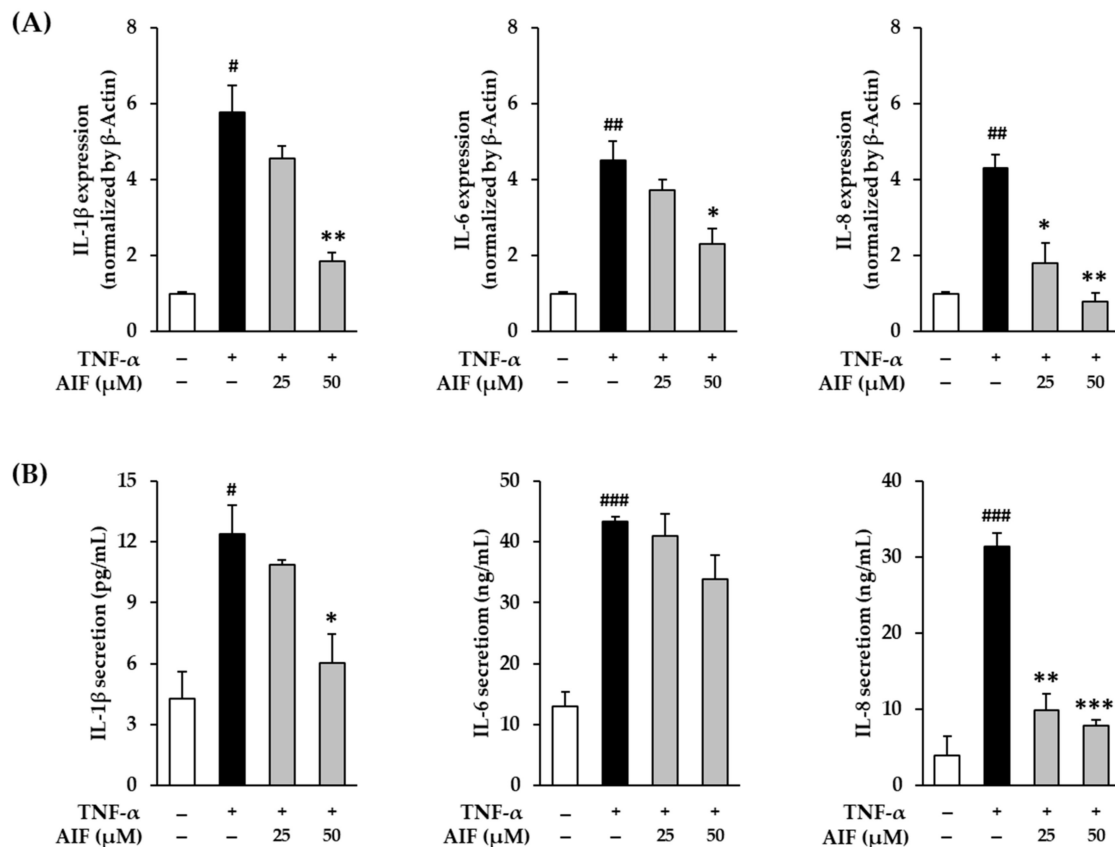 (A)
IL-1β expression
(normalized by β-Actin)
8
6
4
2
0
#
**
TNF-α – + + +
AIF (μM) – – 25 50
IL-6 expression
(normalized by β-Actin)
8
6
4
2
0
##
*
– + + +
– – 25 50
IL-8 expression
(normalized by β-Actin)
8
6
4
2
0
##
*
**
TNF-α – + + +
AIF (μM) – – 25 50
(B)
IL-1β secretion (pg/mL)
15
12
9
6
3
0
#
*
TNF-α – + + +
AIF (μM) – – 25 50
IL-6 secretiom (ng/mL)
50
40
30
20
10
0
###
TNF-α – + + +
AIF (μM) – – 25 50
IL-8 secretiom (ng/mL)
40
30
20
10
0
###
**
***
TNF-α – + + +
AIF (μM) – – 25 50